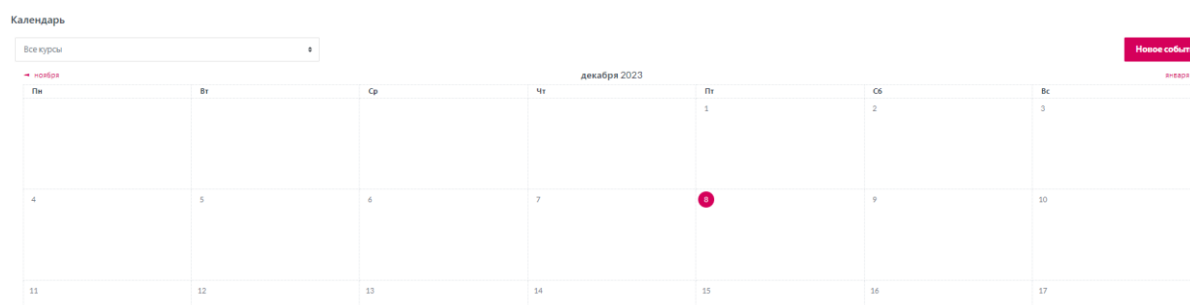 Календарь
Все курсы
Новое событ
ноября декабря 2023 января
Пн Вт Ср Чт Пт Сб Вс
1 2 3
4 5 6 7 8 9 10
11 12 13 14 15 16 17